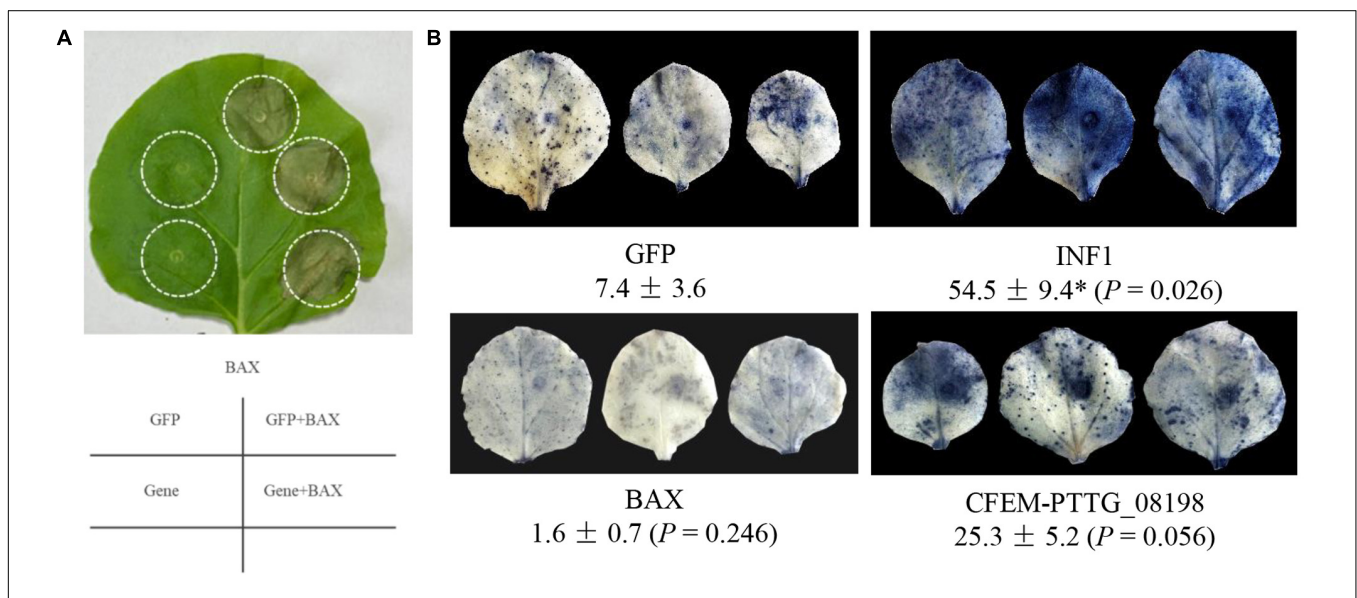 A
B
BAX
GFP
GFP+BAX
Gene
Gene+BAX
GFP
7.4 ± 3.6
INF1
54.5 ± 9.4* (P = 0.026)
BAX
1.6 ± 0.7 (P = 0.246)
CFEM-PTTG_08198
25.3 ± 5.2 (P = 0.056)